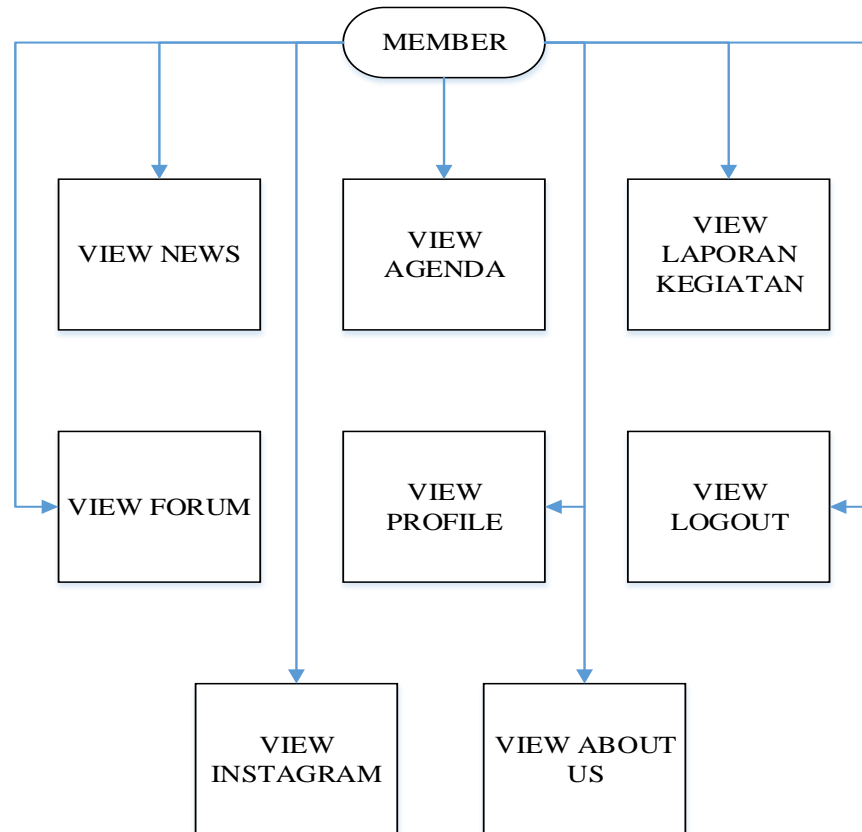 MEMBER
VIEW NEWS
VIEW
AGENDA
VIEW
LAPORAN
KEGIATAN
VIEW FORUM
VIEW
PROFILE
VIEW
LOGOUT
VIEW
INSTAGRAM
VIEW ABOUT
US